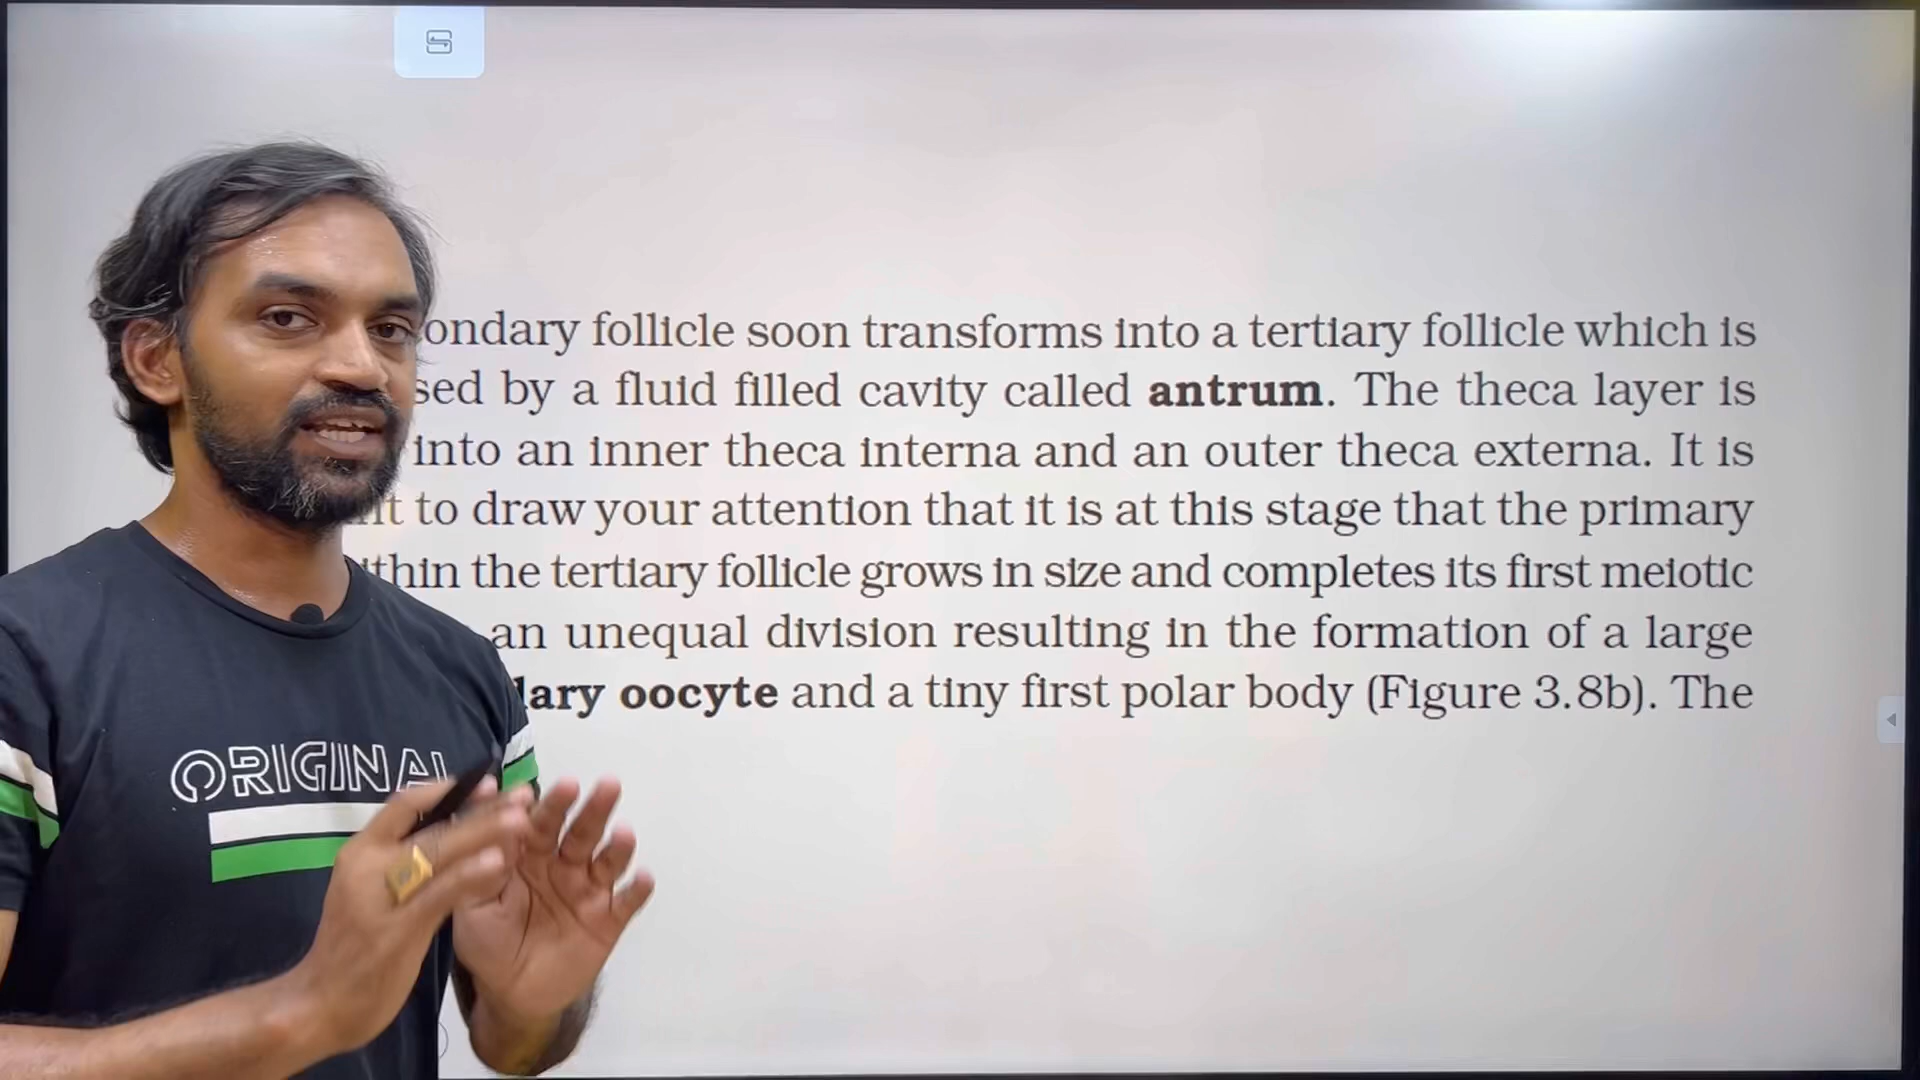 ondary follicle soon transforms into a tertiary follicle which is
sed by a fluid filled cavity called antrum. The theca layer is
into an inner theca interna and an outer theca externa. It is
to draw your attention that it is at this stage that the primary
thin the tertiary follicle grows in size and completes its first meiotic
an unequal division resulting in the formation of a large
dary oocyte and a tiny first polar body (Figure 3.8b). The
ORIGINAL